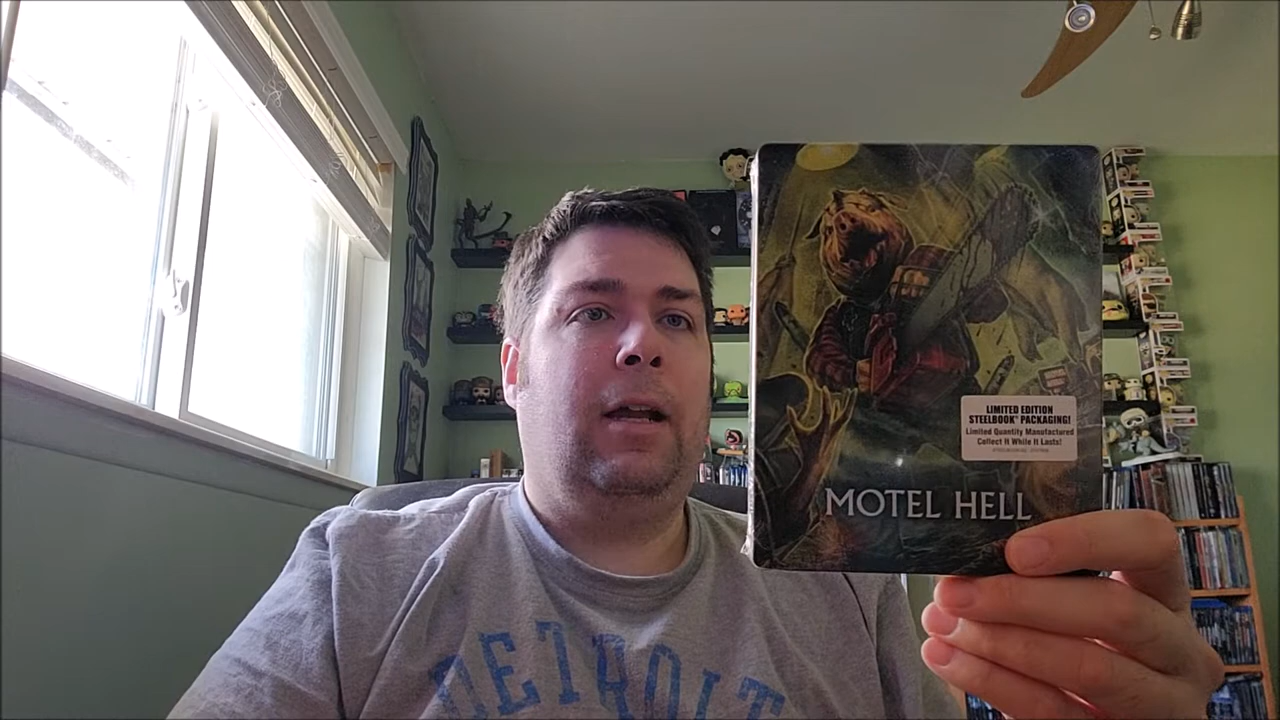 LIMITED EDITION
STEELBOOK PACKAGING!
Limited Quantity Manufactured
Collect It While It Lasts!
MOTEL HELL
DETROIT